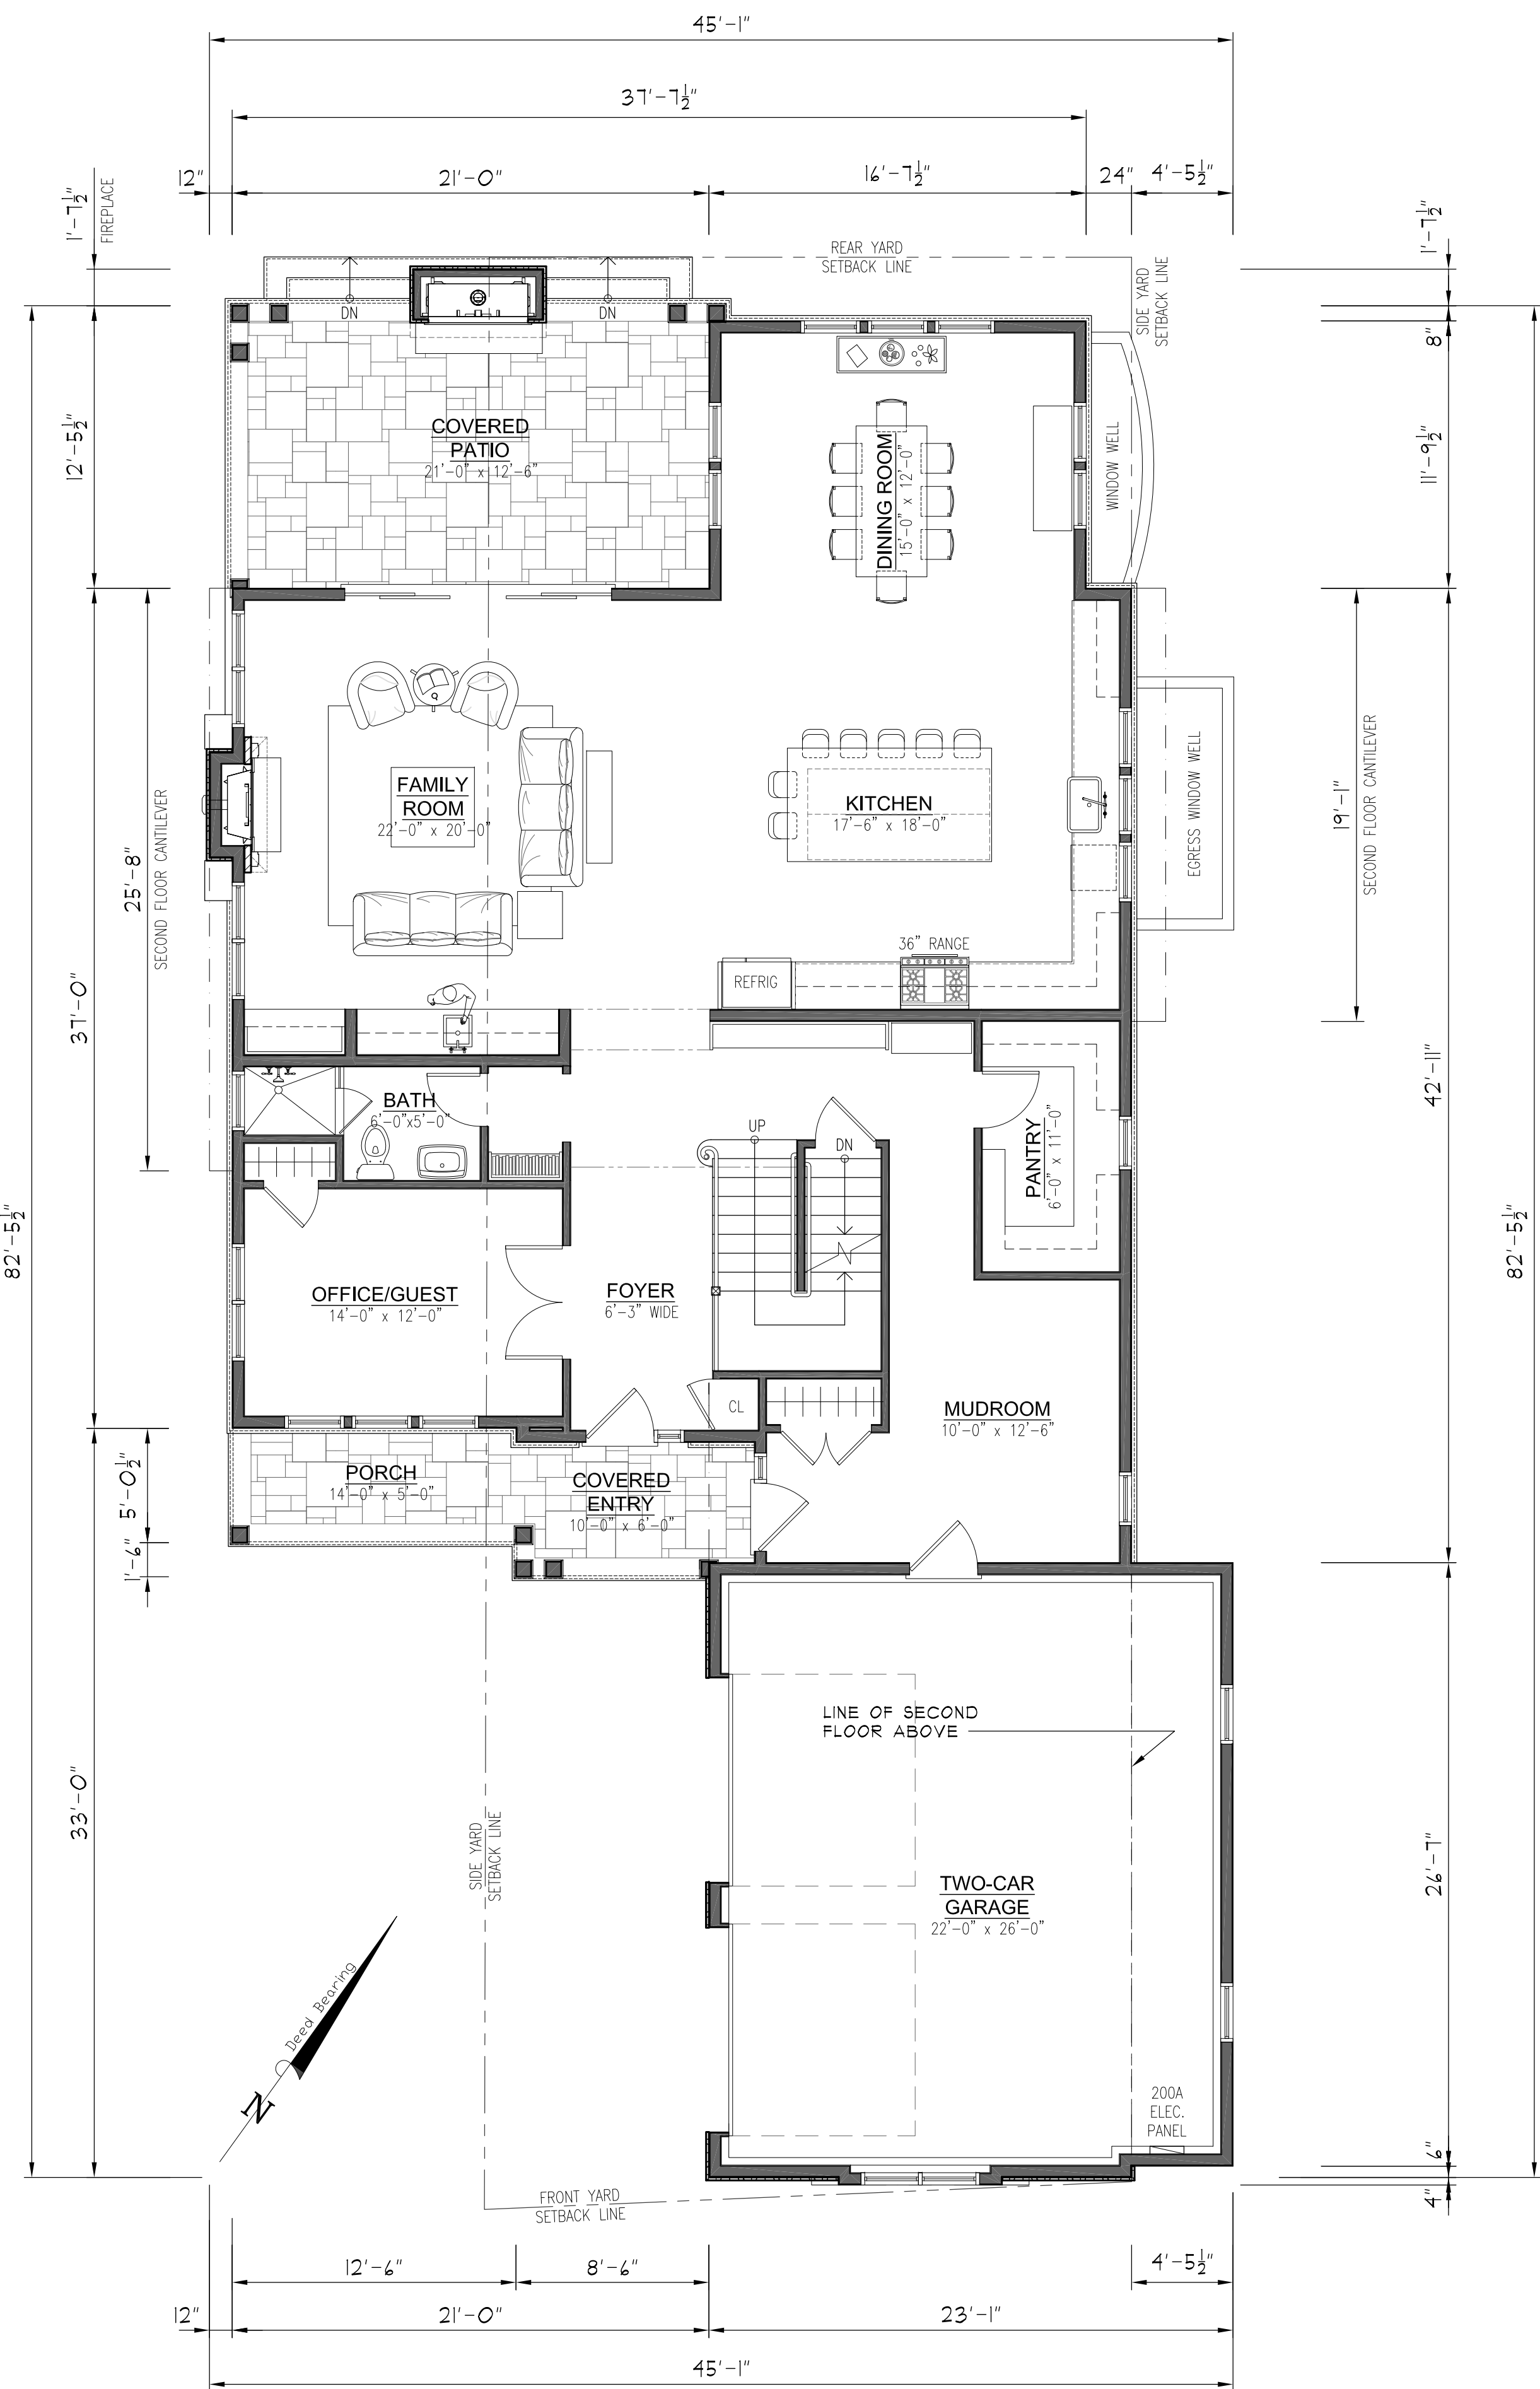 45'-1"
37'-7½"
12"
21'-0"
16'-7½"
24"
4'-5½"
1'-7½"
FIREPLACE
1'-7½"
REAR YARD
SETBACK LINE
SIDE YARD
SETBACK LINE
DN
DN
8"
12'-5½"
COVERED
PATIO
21'-0" x 12'-6"
DINING ROOM
15'-0" x 12'-0"
WINDOW WELL
11'-9½"
FAMILY
ROOM
22'-0" x 20'-0"
KITCHEN
17'-6" x 18'-0"
EGRESS WINDOW WELL
19'-1"
SECOND FLOOR CANTILEVER
25'-8"
SECOND FLOOR CANTILEVER
36" RANGE
REFRIG
37'-0"
42'-11"
BATH
6'-0"x5'-0"
UP
DN
PANTRY
6'-0" x 11'-0"
82'-5½"
82'-5½"
OFFICE/GUEST
14'-0" x 12'-0"
FOYER
6'-3" WIDE
CL
MUDROOM
10'-0" x 12'-6"
5'-0½"
PORCH
14'-0" x 5'-0"
COVERED
ENTRY
10'-0" x 6'-0"
1'-6"
LINE OF SECOND
FLOOR ABOVE
33'-0"
SIDE YARD
SETBACK LINE
TWO-CAR
GARAGE
22'-0" x 26'-0"
26'-7"
Deed Bearing
N
200A
ELEC.
PANEL
6"
4"
FRONT YARD
SETBACK LINE
12'-6"
8'-6"
4'-5½"
12"
21'-0"
23'-1"
45'-1"